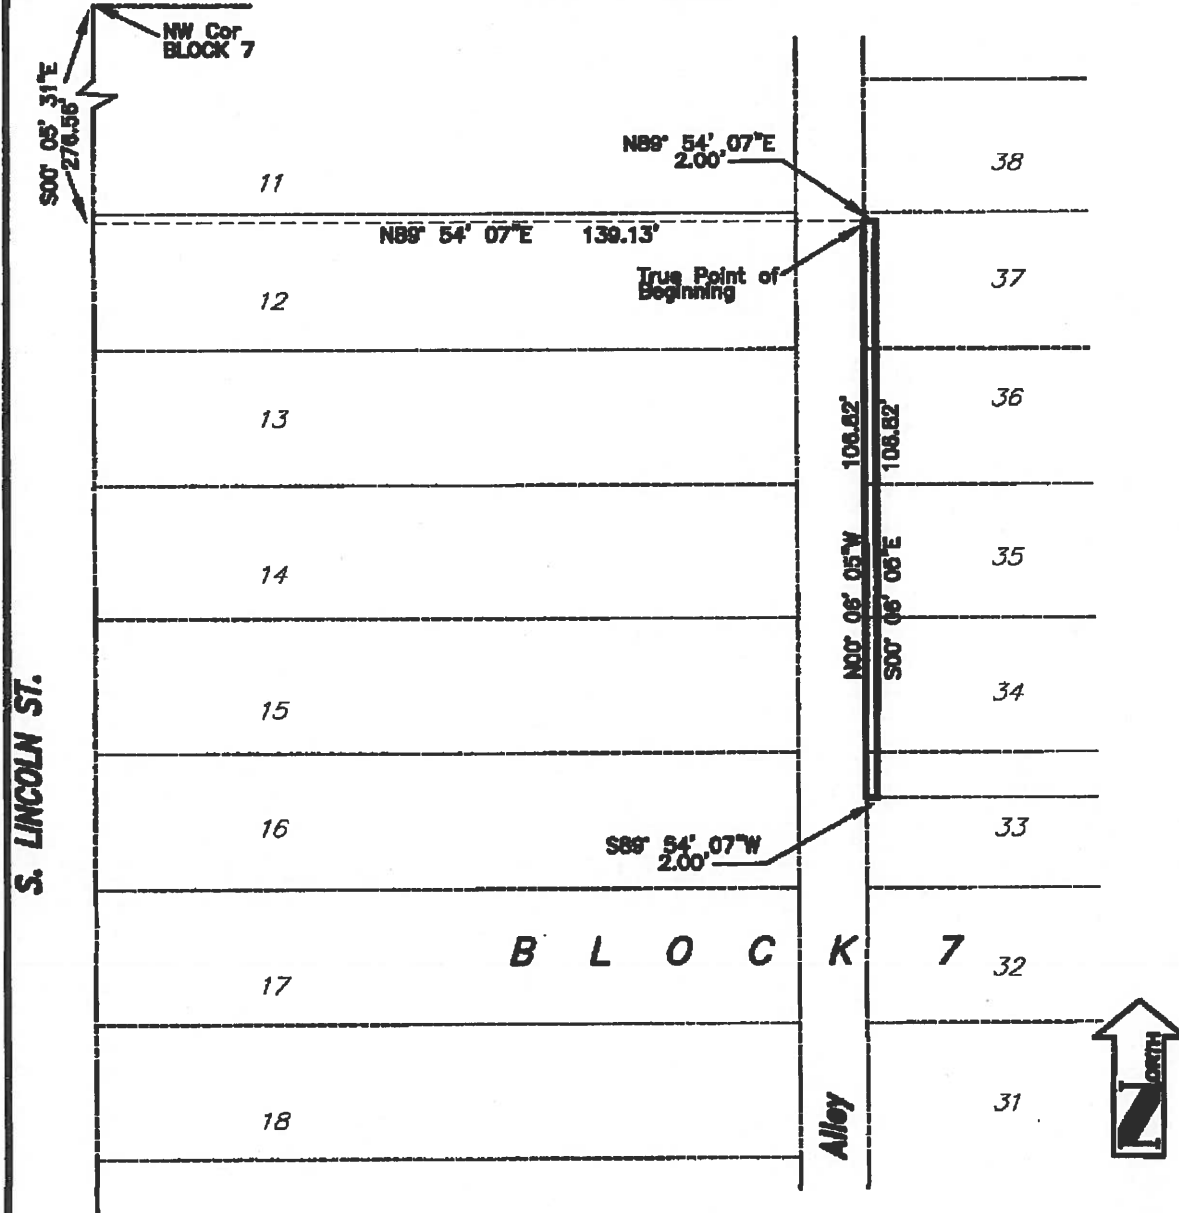 NW Cor
BLOCK 7
S00° 05' 31"E
276.56'
N89° 54' 07"E
2.00'
38
11
N89° 54' 07"E 139.13'
True Point of
Beginning
37
12
36
13
106.82'
106.82'
N00° 06' 05"W
S00° 06' 05"E
35
14
34
15
S. LINCOLN ST.
16
33
S89° 54' 07"W
2.00'
BLOCK 7
32
17
NORTH
31
18
Alley